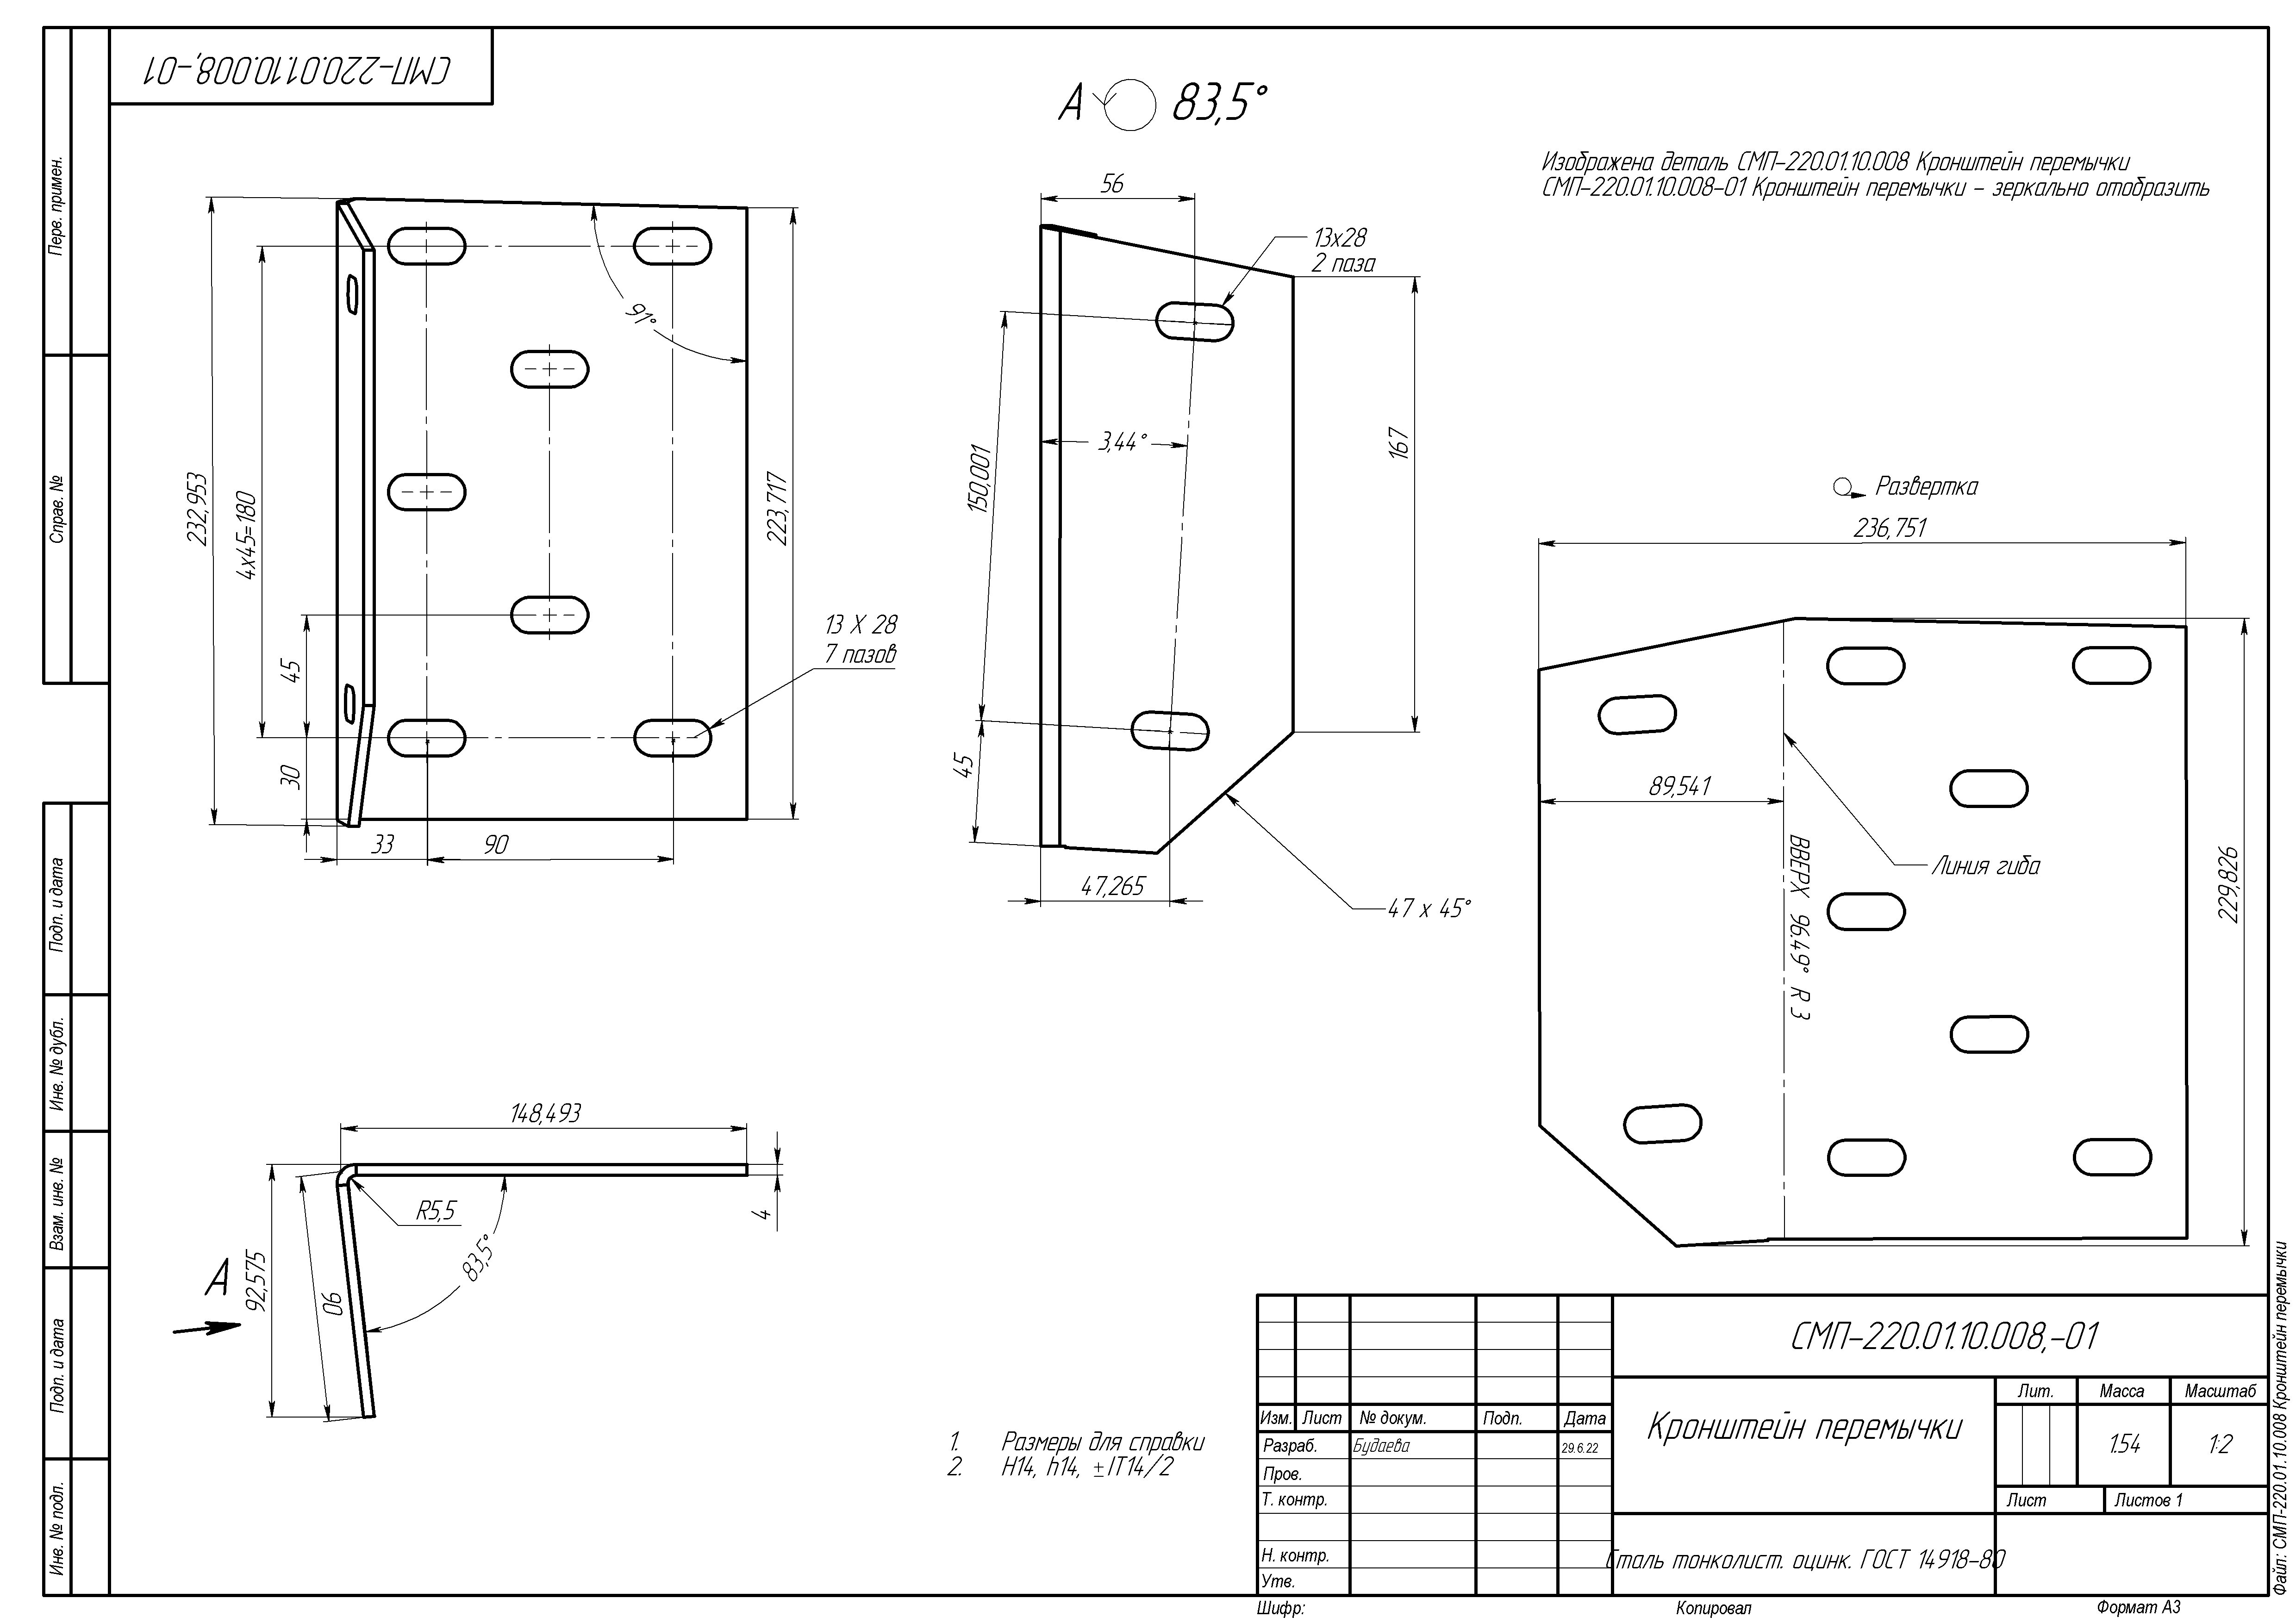 СМП-220.01.10.008,-01
А 83,5°
Изображена деталь СМП-220.01.10.008 Кронштейн перемычки
СМП-220.01.10.008-01 Кронштейн перемычки - зеркально отобразить
Перв. примен.
Справ. №
Подп. и дата
Инв. № дубл.
Взам. инв. №
Подп. и дата
Инв. № подл.
232,953
4x45=180
45
30
33
90
91°
223,717
13 X 28
7 пазов
56
13x28
2 паза
150,001
3,44°
167
45
47,265
47 x 45°
Развертка
236,751
89,541
Линия гиба
ВВЕРХ 96.49° R 3
229,826
148,493
R5,5
83,5°
4
92,575
90
А
1. Размеры для справки
2. H14, h14, ±IT14/2
СМП-220.01.10.008,-01
Кронштейн перемычки
Лит. Масса Масштаб
1.54 1:2
Лист Листов 1
Изм. Лист № докум. Подп. Дата
Разраб. Будаева 29.6.22
Пров.
Т. контр.
Н. контр.
Утв.
Сталь тонколист. оцинк. ГОСТ 14918-80
Шифр: Копировал Формат А3
Файл: СМП-220.01.10.008 Кронштейн перемычки